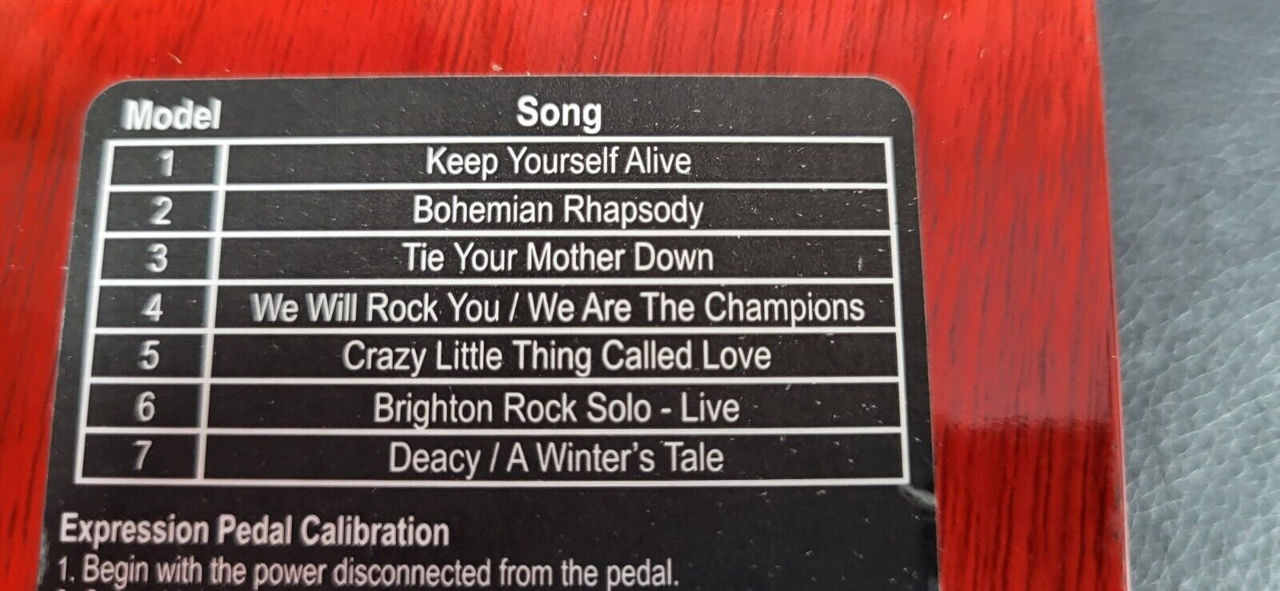 Model Song
1 Keep Yourself Alive
2 Bohemian Rhapsody
3 Tie Your Mother Down
4 We Will Rock You / We Are The Champions
5 Crazy Little Thing Called Love
6 Brighton Rock Solo - Live
7 Deacy / A Winter's Tale
Expression Pedal Calibration
1. Begin with the power disconnected from the pedal.